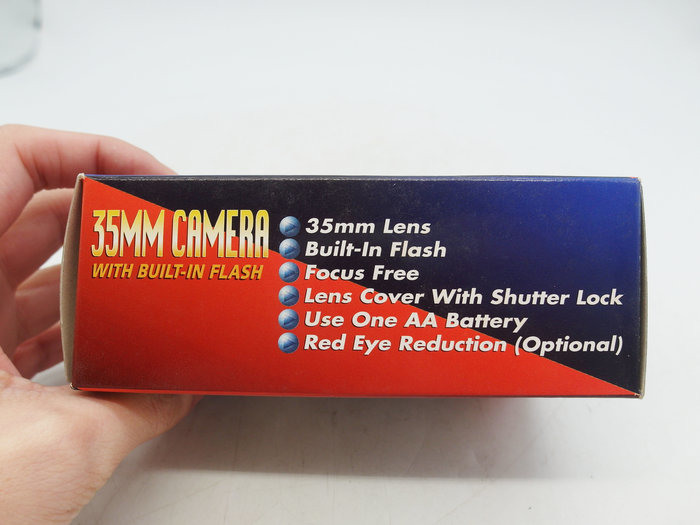 35MM CAMERA
WITH BUILT-IN FLASH
35mm Lens
Built-In Flash
Focus Free
Lens Cover With Shutter Lock
Use One AA Battery
Red Eye Reduction (Optional)